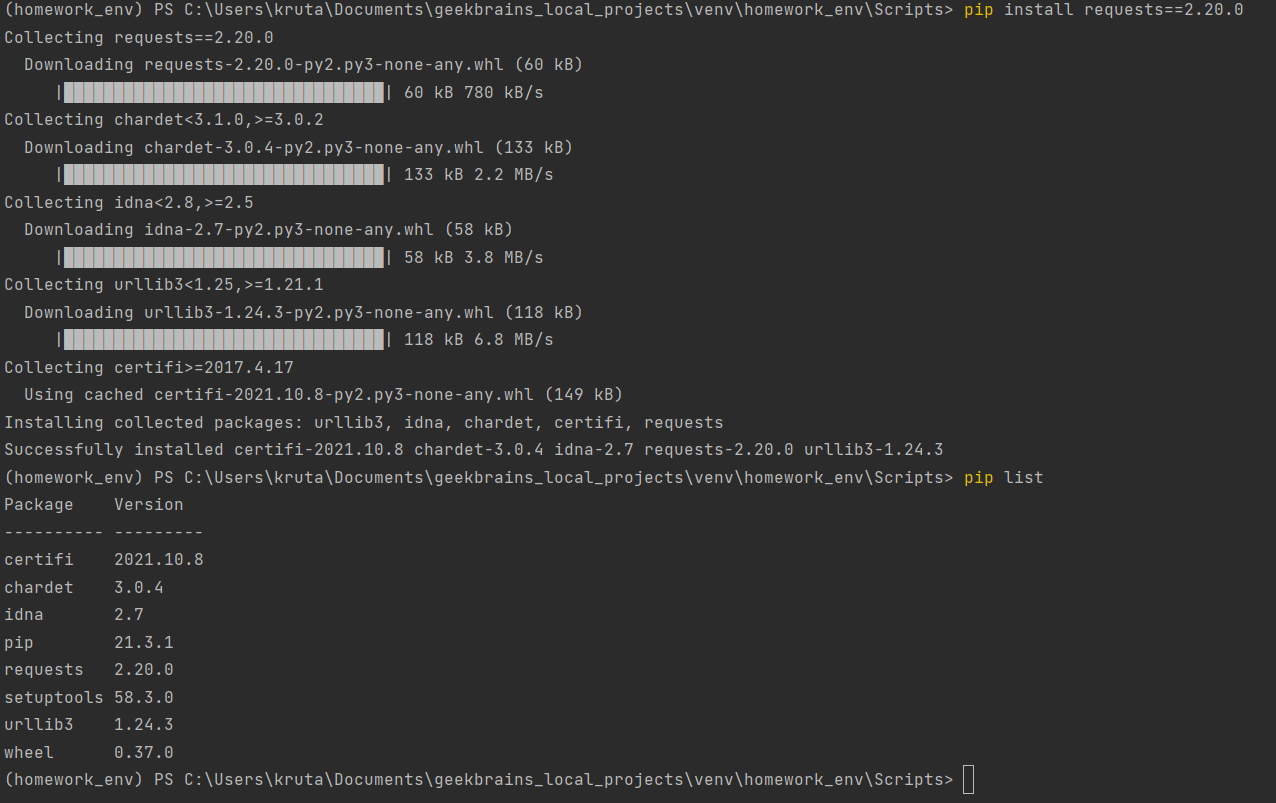 (homework_env) PS C:\Users\kruta\Documents\geekbrains_local_projects\venv\homework_env\Scripts> pip install requests==2.20.0
Collecting requests==2.20.0
  Downloading requests-2.20.0-py2.py3-none-any.whl (60 kB)
     |████████████████████████████████| 60 kB 780 kB/s
Collecting chardet<3.1.0,>=3.0.2
  Downloading chardet-3.0.4-py2.py3-none-any.whl (133 kB)
     |████████████████████████████████| 133 kB 2.2 MB/s
Collecting idna<2.8,>=2.5
  Downloading idna-2.7-py2.py3-none-any.whl (58 kB)
     |████████████████████████████████| 58 kB 3.8 MB/s
Collecting urllib3<1.25,>=1.21.1
  Downloading urllib3-1.24.3-py2.py3-none-any.whl (118 kB)
     |████████████████████████████████| 118 kB 6.8 MB/s
Collecting certifi>=2017.4.17
  Using cached certifi-2021.10.8-py2.py3-none-any.whl (149 kB)
Installing collected packages: urllib3, idna, chardet, certifi, requests
Successfully installed certifi-2021.10.8 chardet-3.0.4 idna-2.7 requests-2.20.0 urllib3-1.24.3
(homework_env) PS C:\Users\kruta\Documents\geekbrains_local_projects\venv\homework_env\Scripts> pip list
Package    Version
---------- ---------
certifi    2021.10.8
chardet    3.0.4
idna       2.7
pip        21.3.1
requests   2.20.0
setuptools 58.3.0
urllib3    1.24.3
wheel      0.37.0
(homework_env) PS C:\Users\kruta\Documents\geekbrains_local_projects\venv\homework_env\Scripts>